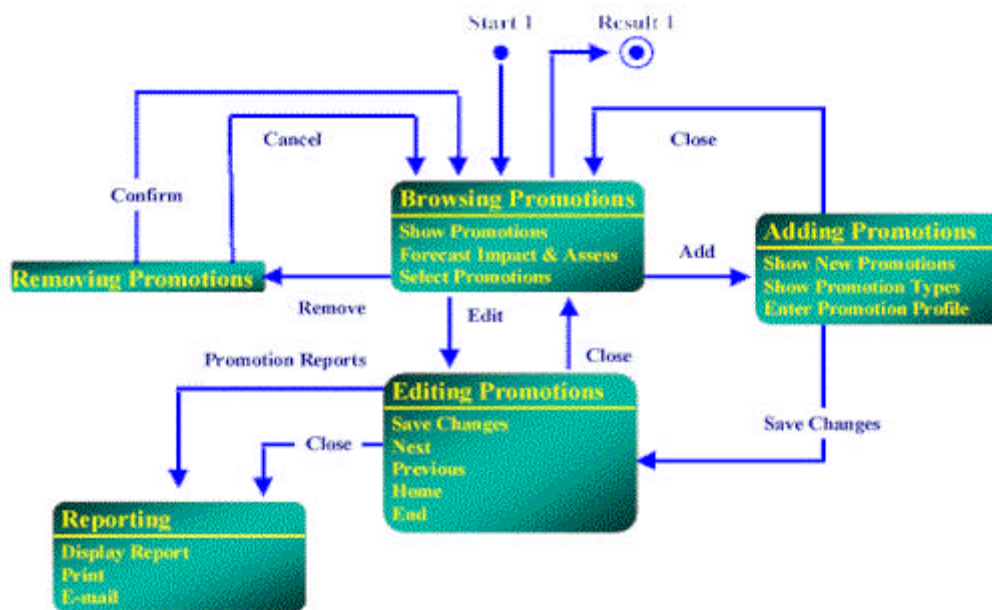 Start 1
Result 1
Cancel
Close
Confirm
Browsing Promotions
Show Promotions
Forecast Impact & Assess
Select Promotions
Adding Promotions
Show New Promotions
Show Promotion Types
Enter Promotion Profile
Add
Removing Promotions
Remove
Edit
Close
Promotion Reports
Editing Promotions
Save Changes
Next
Previous
Home
End
Save Changes
Close
Reporting
Display Report
Print
E-mail